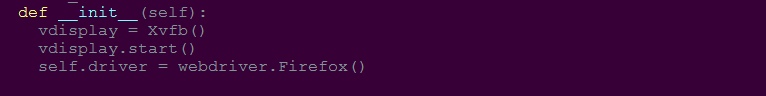 def __init__(self):
vdisplay = Xvfb()
vdisplay.start()
self.driver = webdriver.Firefox()